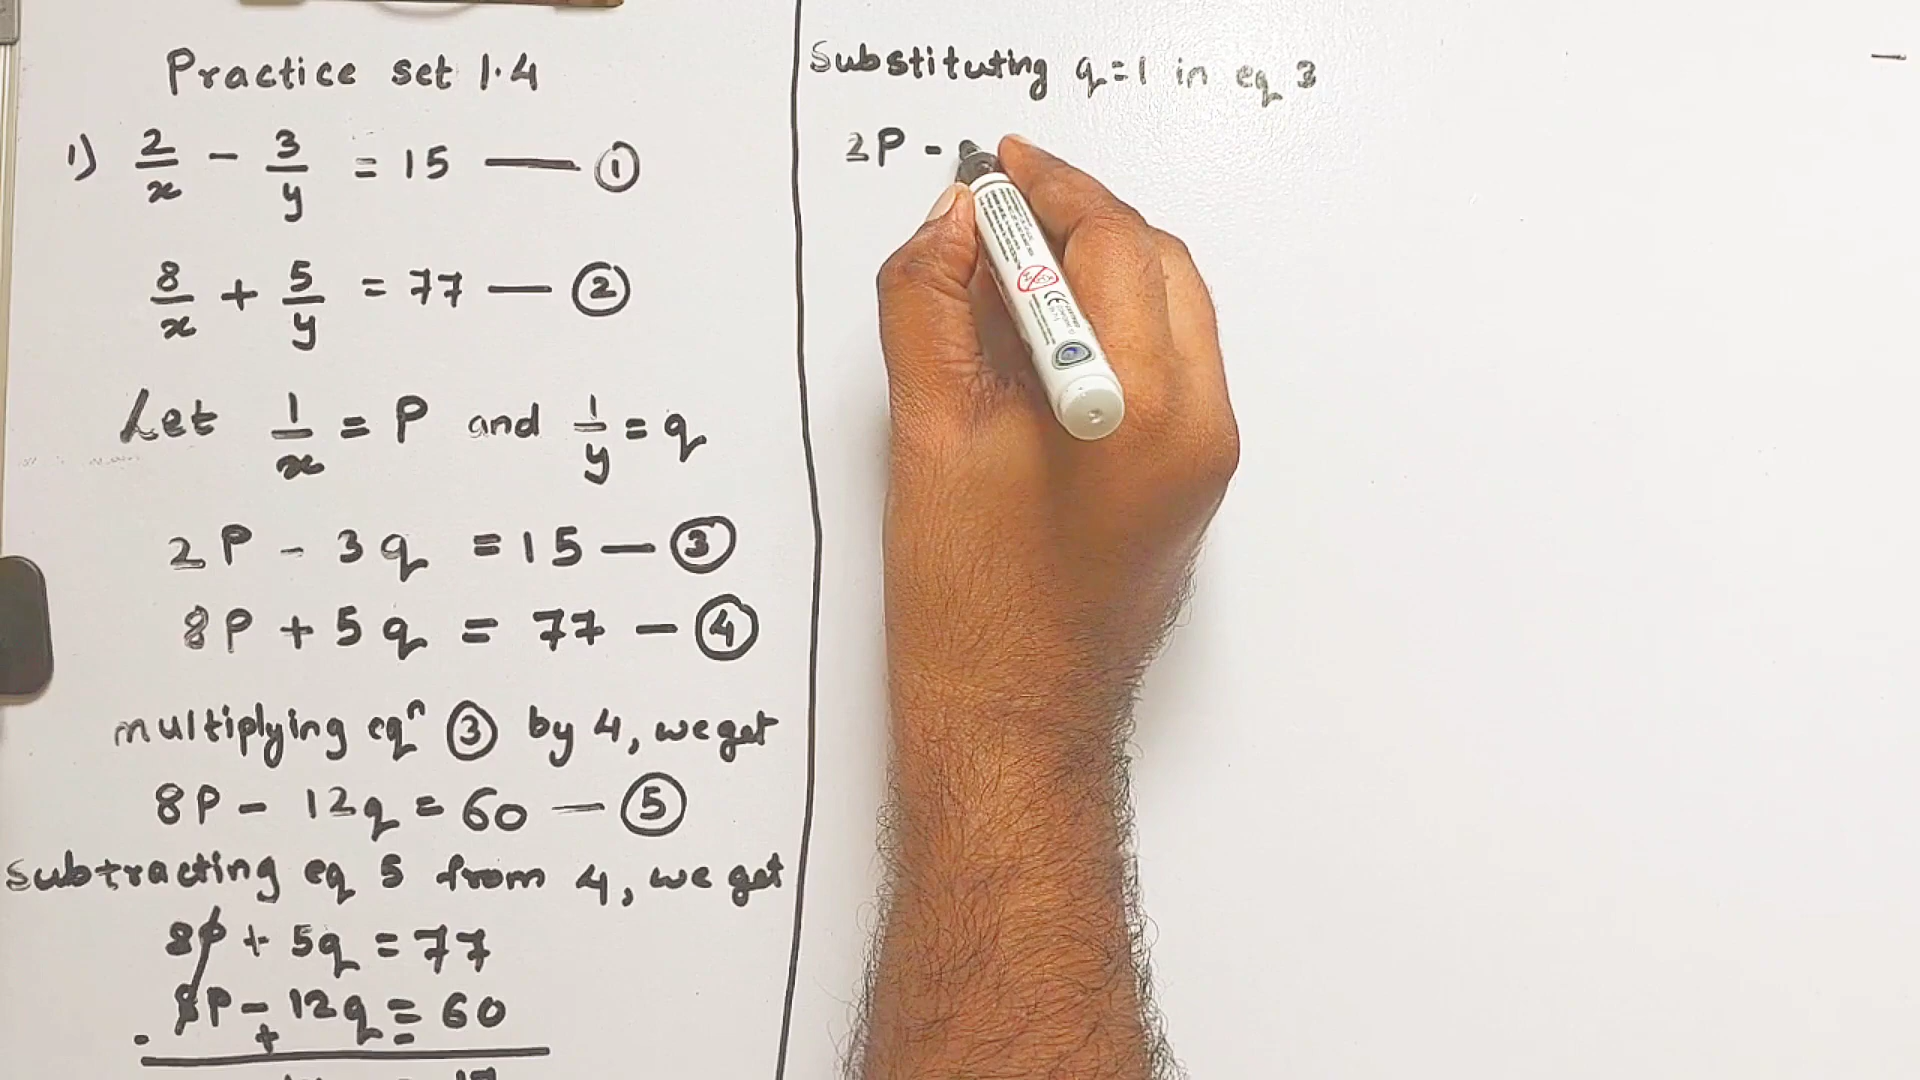 Practice set 1.4
1) 2/x - 3/y = 15 — ①
8/x + 5/y = 77 — ②
Let 1/x = P and 1/y = q
2P - 3q = 15 — ③
8P + 5q = 77 — ④
multiplying eqⁿ ③ by 4, we get
8P - 12q = 60 — ⑤
subtracting eq 5 from 4, we get
8P + 5q = 77
8P - 12q = 60
- + -
Substituting q=1 in eq 3
2P -